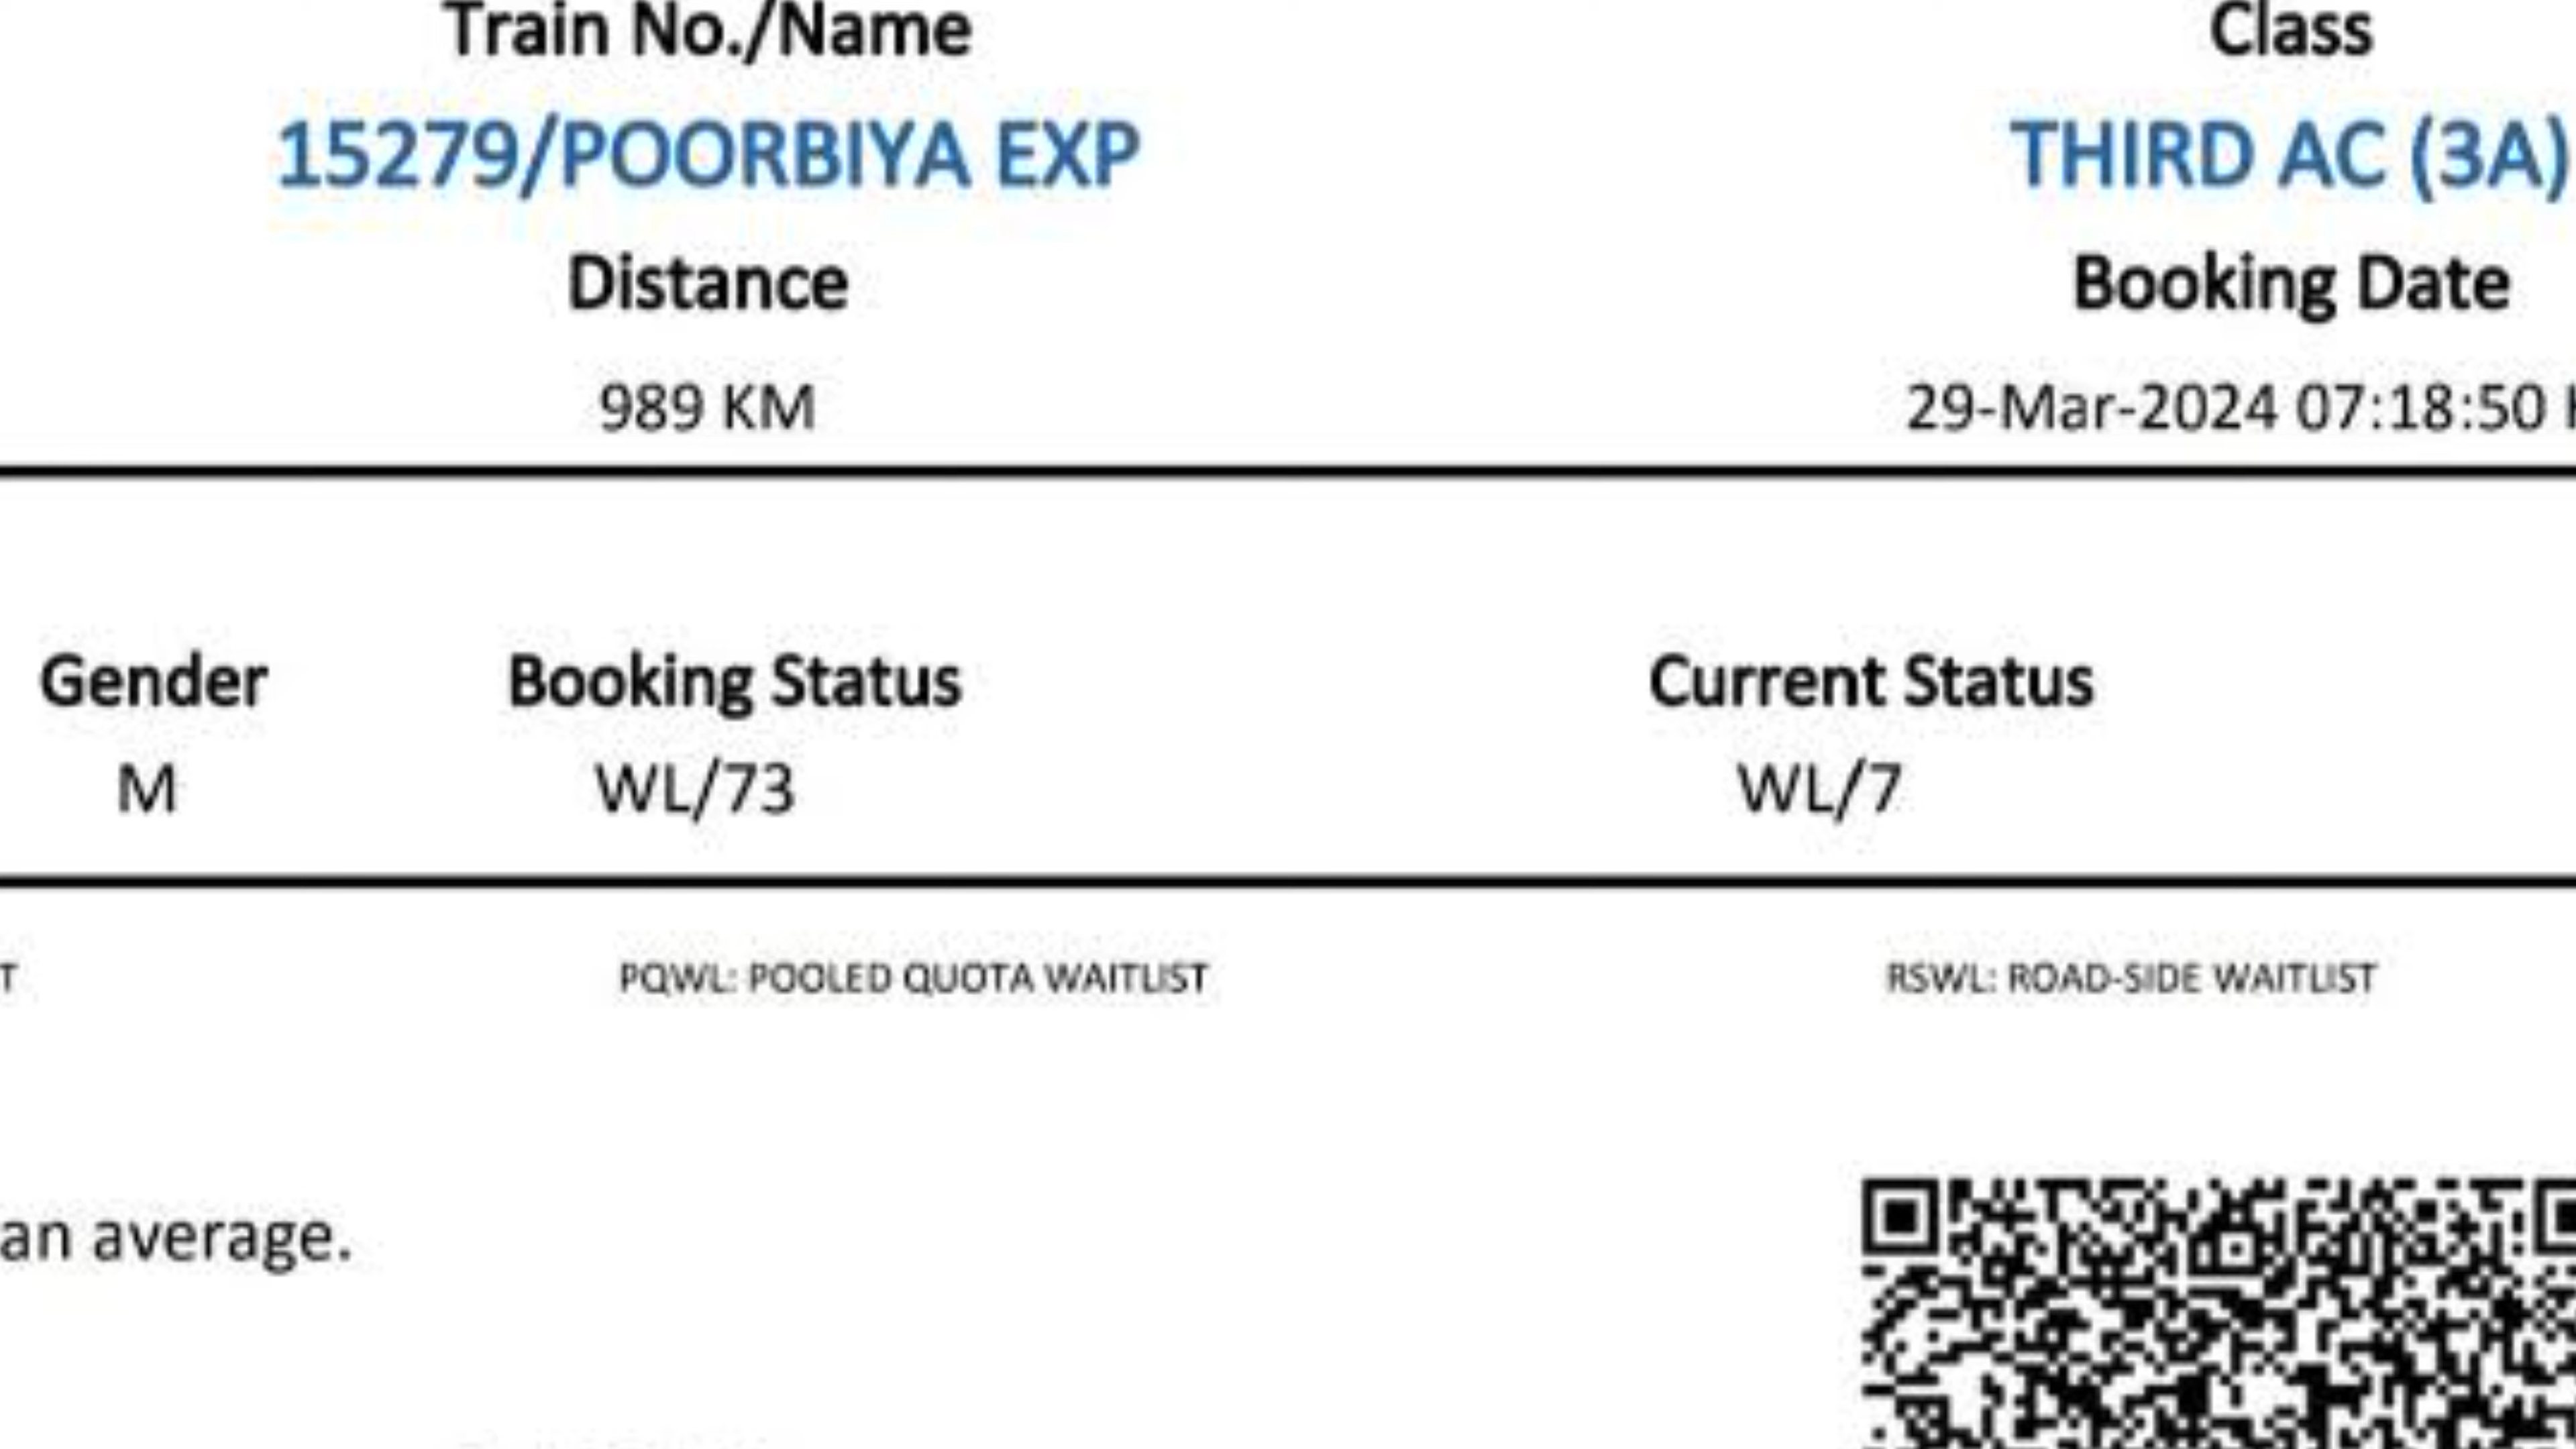 Train No./Name Class
15279/POORBIYA EXP THIRD AC (3A)
Distance Booking Date
989 KM 29-Mar-2024 07:18:50
Gender Booking Status Current Status
M WL/73 WL/7
T PQWL: POOLED QUOTA WAITLIST RSWL: ROAD-SIDE WAITLIST
an average.